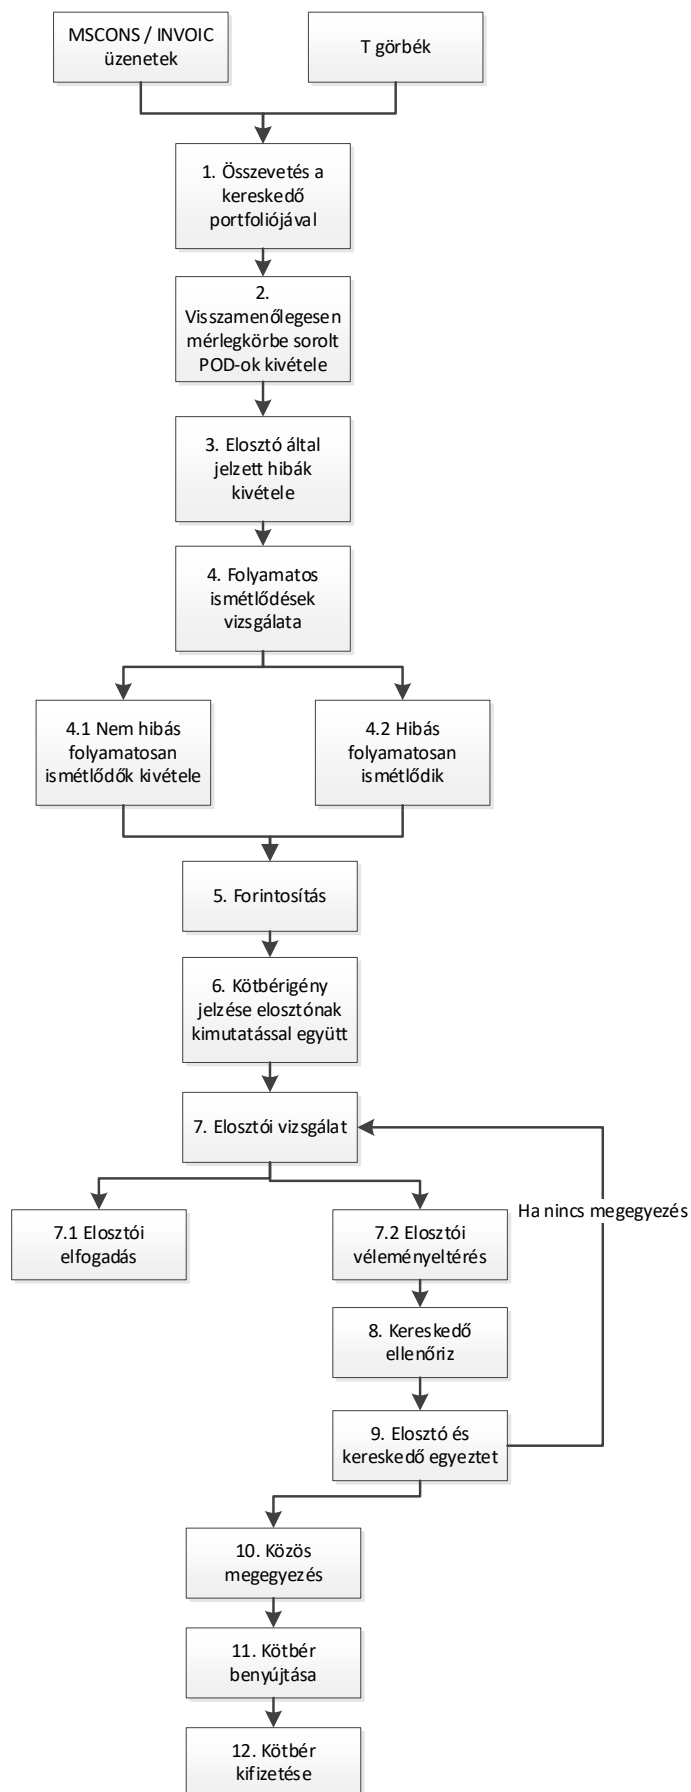 MSCONS / INVOIC
üzenetek
T görbék
1. Összevetés a
kereskedő
portfoliójával
2.
Visszamenőlegesen
mérlegkörbe sorolt
POD-ok kivétele
3. Elosztó által
jelzett hibák
kivétele
4. Folyamatos
ismétlődések
vizsgálata
4.1 Nem hibás
folyamatosan
ismétlődők kivétele
4.2 Hibás
folyamatosan
ismétlődik
5. Forintosítás
6. Kötbérigény
jelzése elosztónak
kimutatással együtt
7. Elosztói vizsgálat
7.1 Elosztói
elfogadás
7.2 Elosztói
véleményeltérés
Ha nincs megegyezés
8. Kereskedő
ellenőriz
9. Elosztó és
kereskedő egyeztet
10. Közös
megegyezés
11. Kötbér
benyújtása
12. Kötbér
kifizetése